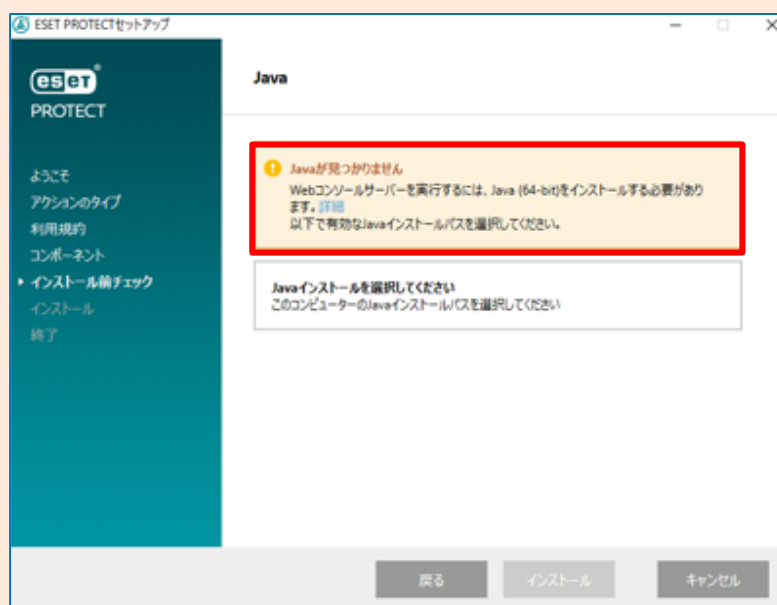 ESET PROTECTセットアップ
eset
PROTECT
ようこそ
アクションのタイプ
利用規約
コンポーネント
インストール前チェック
インストール
終了
Java
Javaが見つかりません
Webコンソールサーバーを実行するには、Java (64-bit)をインストールする必要があり
ます。詳細
以下で有効なJavaインストールパスを選択してください。
Javaインストールを選択してください
このコンピューターのJavaインストールパスを選択してください
戻る
インストール
キャンセル